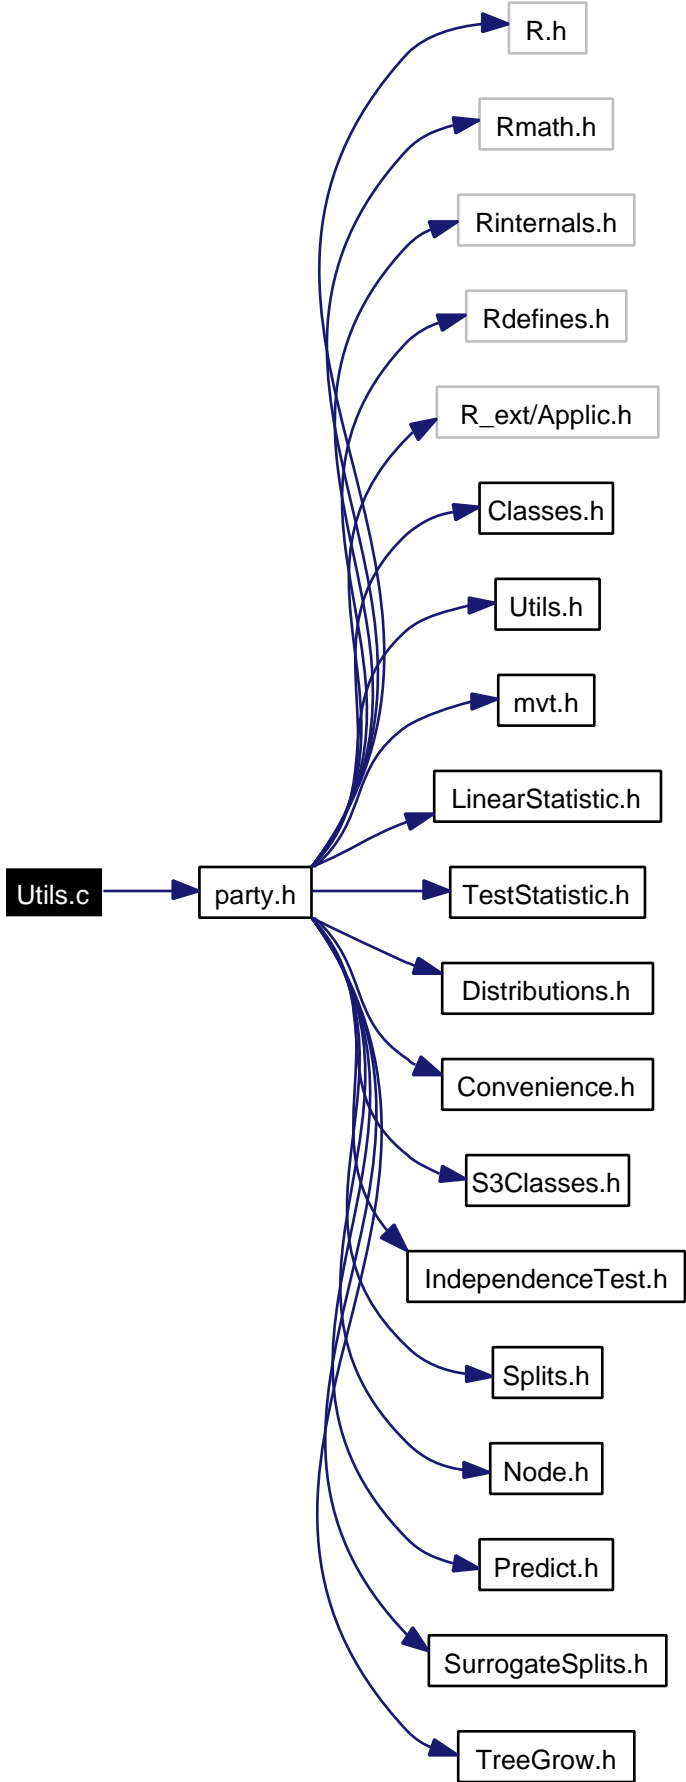 R.h
Rmath.h
Rinternals.h
Rdefines.h
R_ext/Applic.h
Classes.h
Utils.h
mvt.h
LinearStatistic.h
Utils.c
party.h
TestStatistic.h
Distributions.h
Convenience.h
S3Classes.h
IndependenceTest.h
Splits.h
Node.h
Predict.h
SurrogateSplits.h
TreeGrow.h